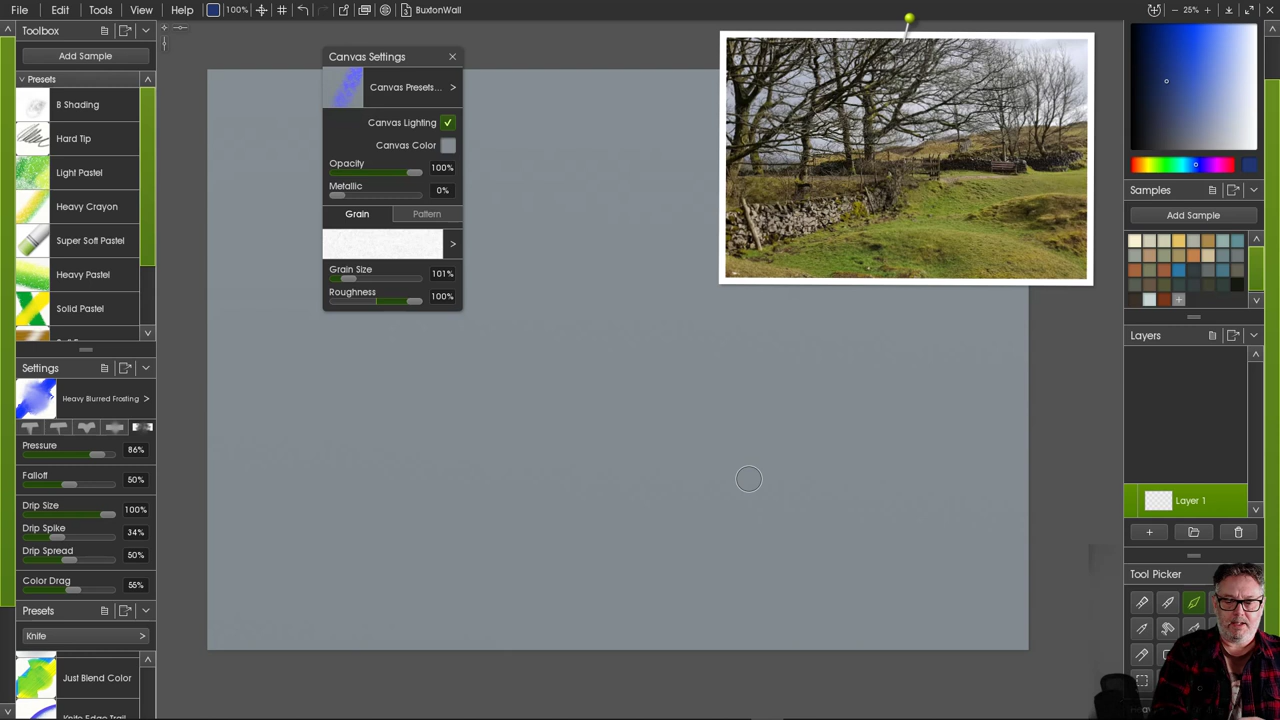 File Edit Tools View Help 100% BuxtonWall 25%
Toolbox
Add Sample
Presets
B Shading
Hard Tip
Light Pastel
Heavy Crayon
Super Soft Pastel
Heavy Pastel
Solid Pastel
Settings
Heavy Blurred Frosting >
Pressure 86%
Falloff 50%
Drip Size 100%
Drip Spike 34%
Drip Spread 50%
Color Drag 55%
Presets
Knife >
Just Blend Color
Knife Edge Trail
Canvas Settings
Canvas Presets... >
Canvas Lighting
Canvas Color
Opacity 100%
Metallic 0%
Grain Pattern
Grain Size 101%
Roughness 100%
Samples
Add Sample
Layers
Layer 1
Tool Picker